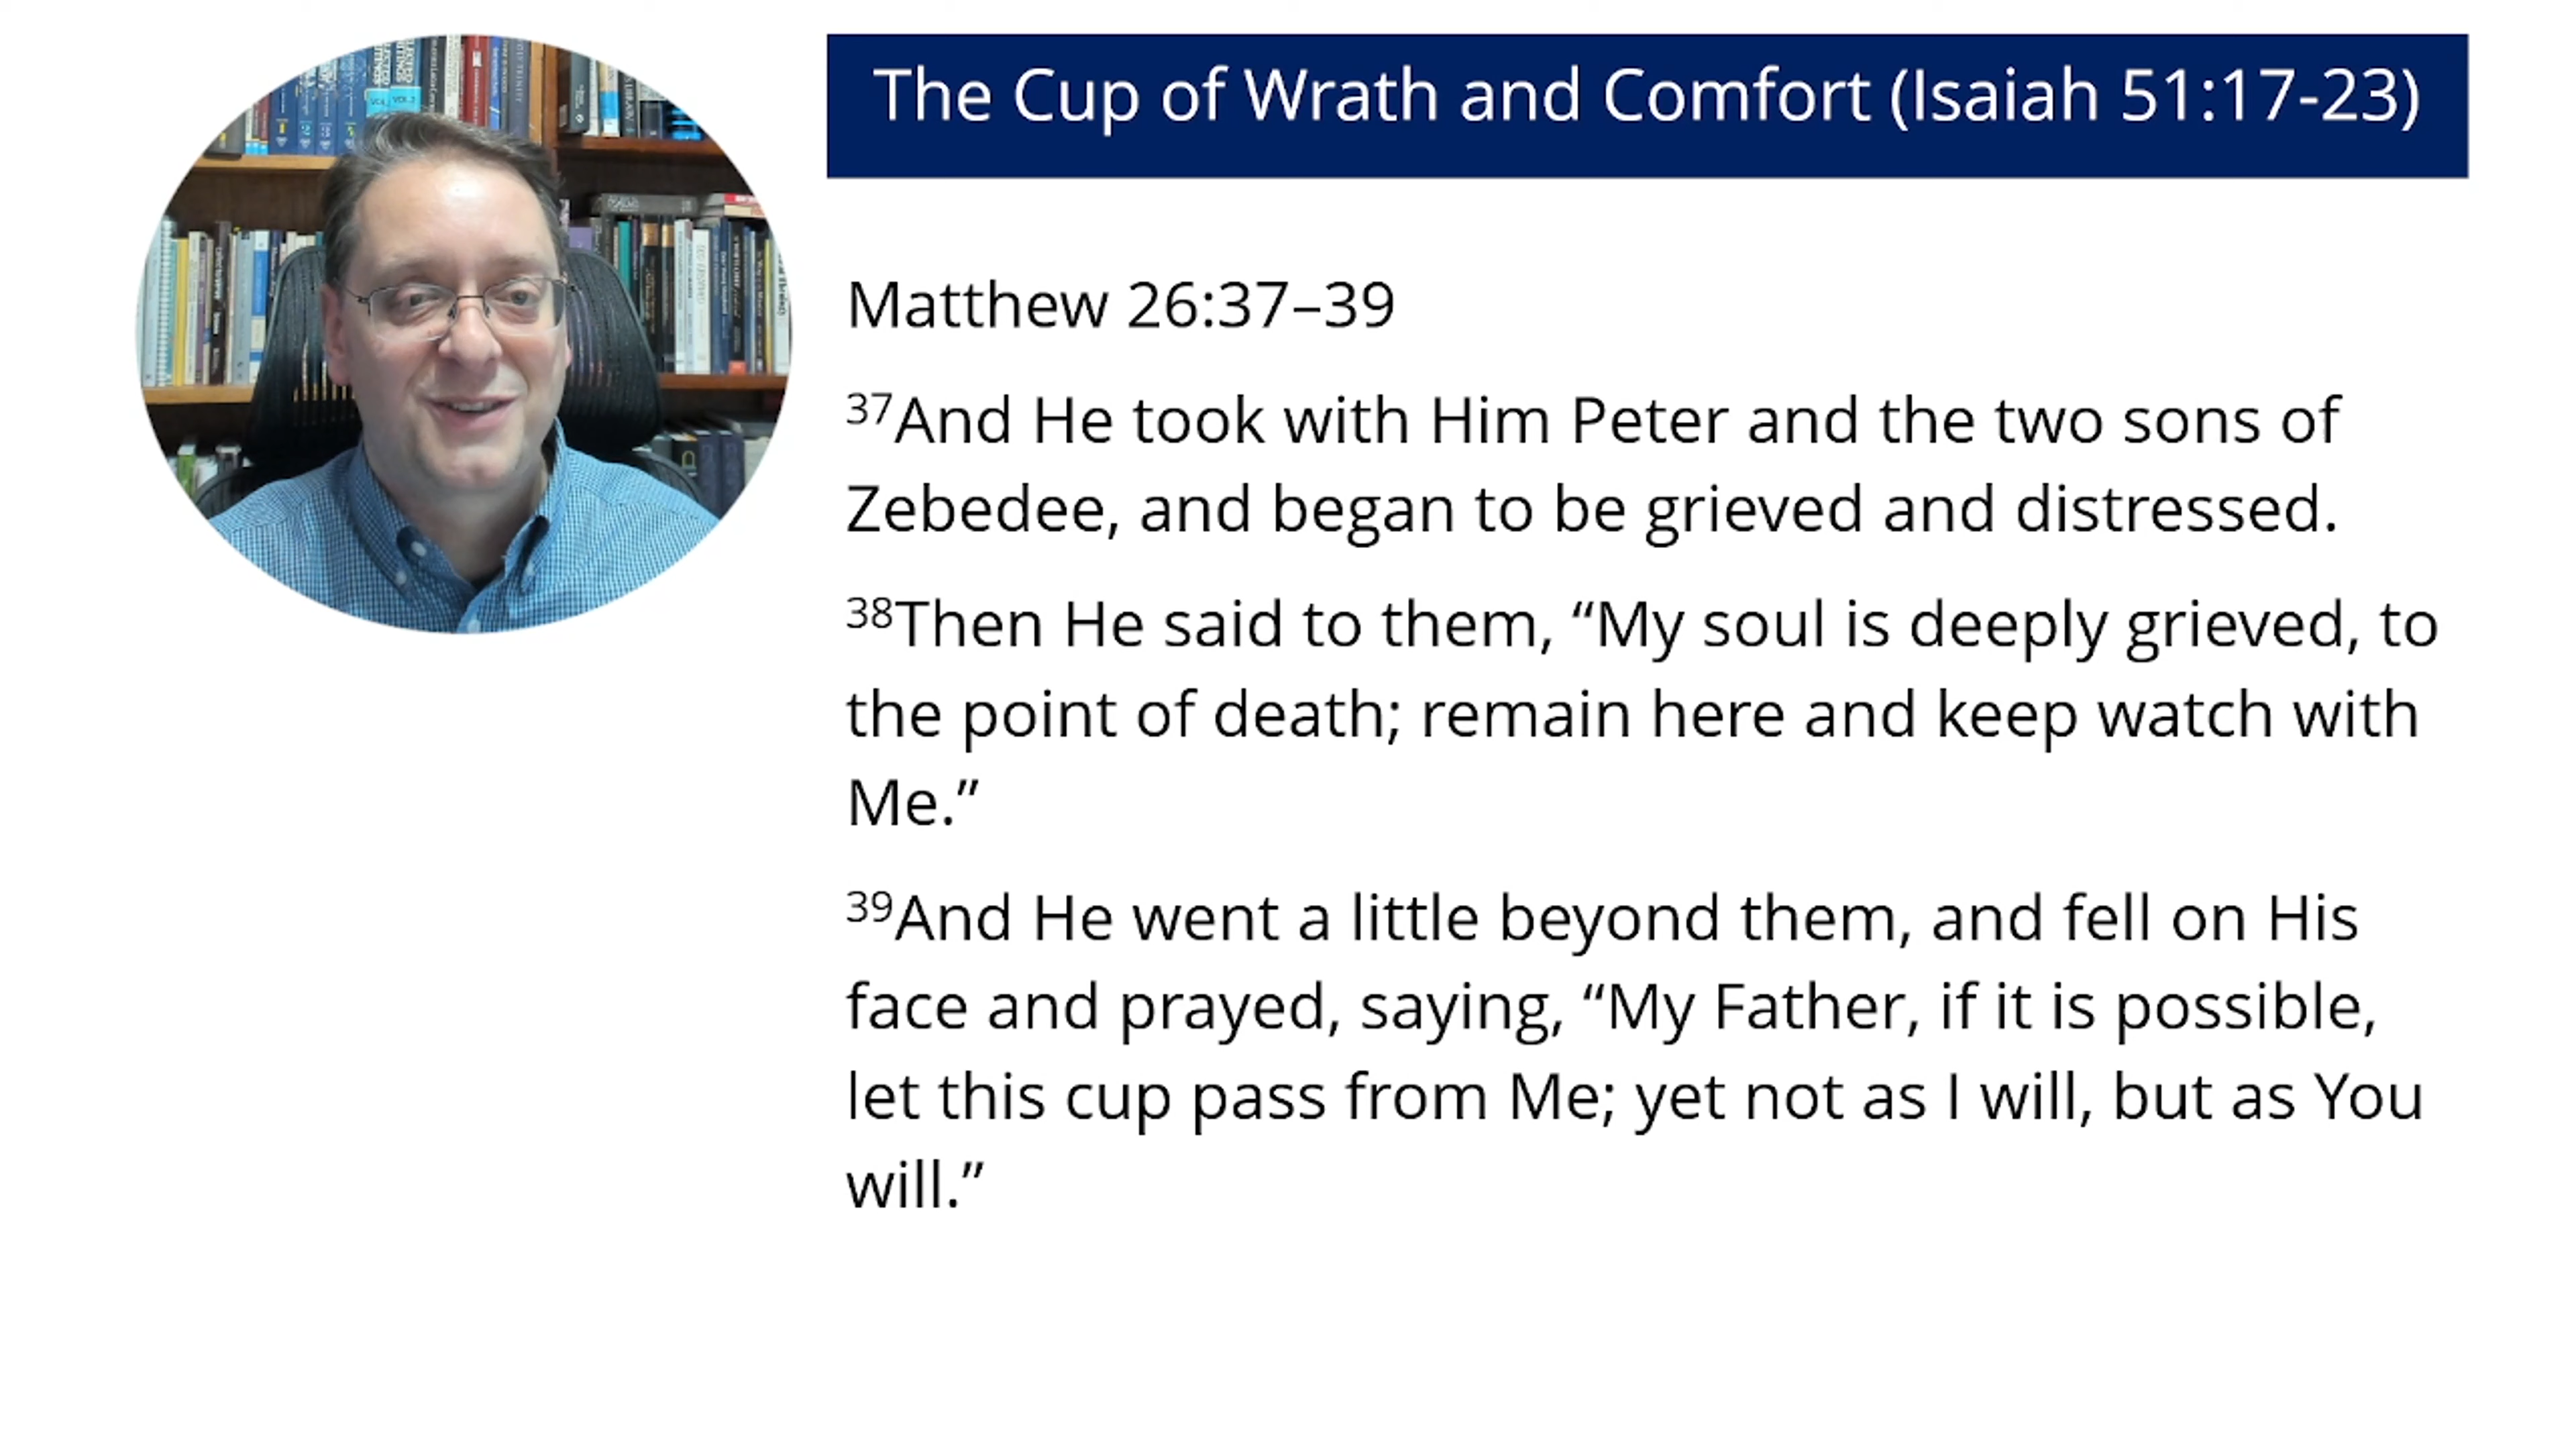 The Cup of Wrath and Comfort (Isaiah 51:17-23)
Matthew 26:37–39
37And He took with Him Peter and the two sons of
Zebedee, and began to be grieved and distressed.
38Then He said to them, “My soul is deeply grieved, to
the point of death; remain here and keep watch with
Me.”
39And He went a little beyond them, and fell on His
face and prayed, saying, “My Father, if it is possible,
let this cup pass from Me; yet not as I will, but as You
will.”